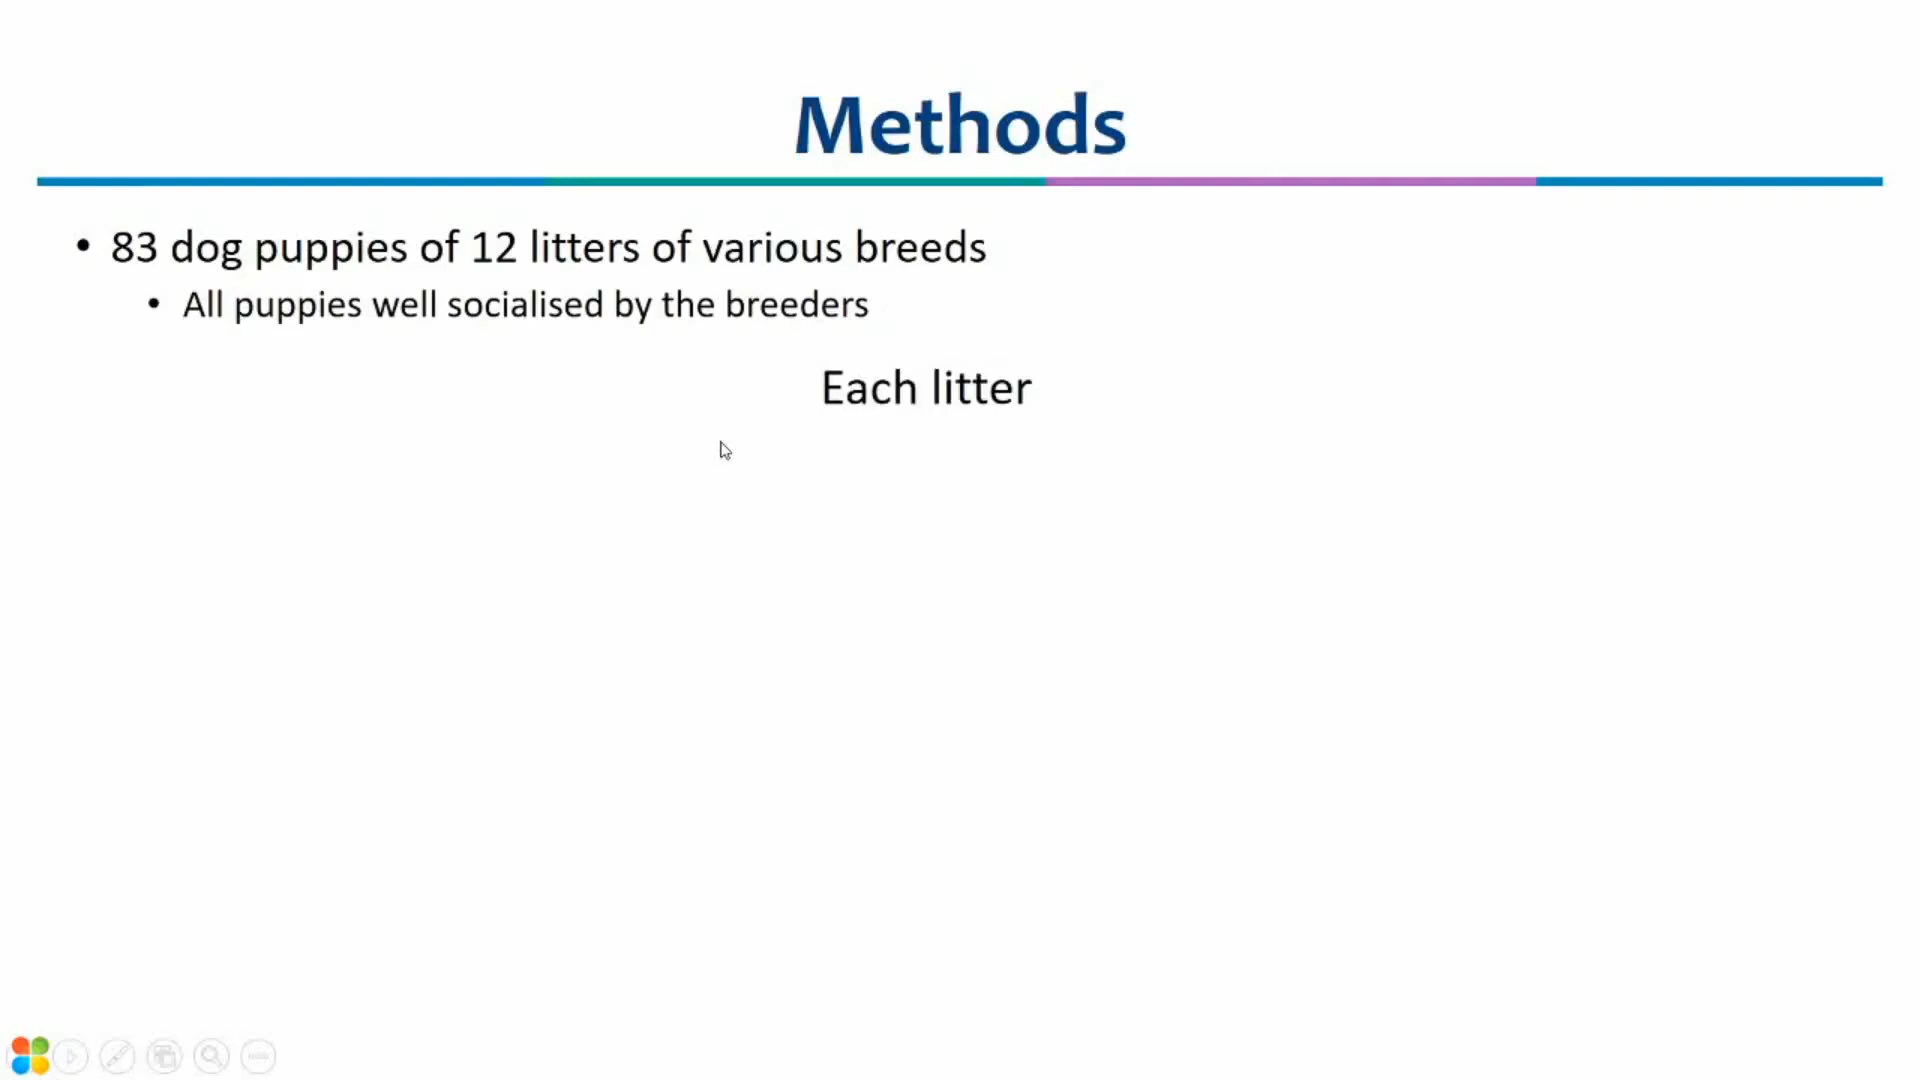 Methods
• 83 dog puppies of 12 litters of various breeds
• All puppies well socialised by the breeders
Each litter